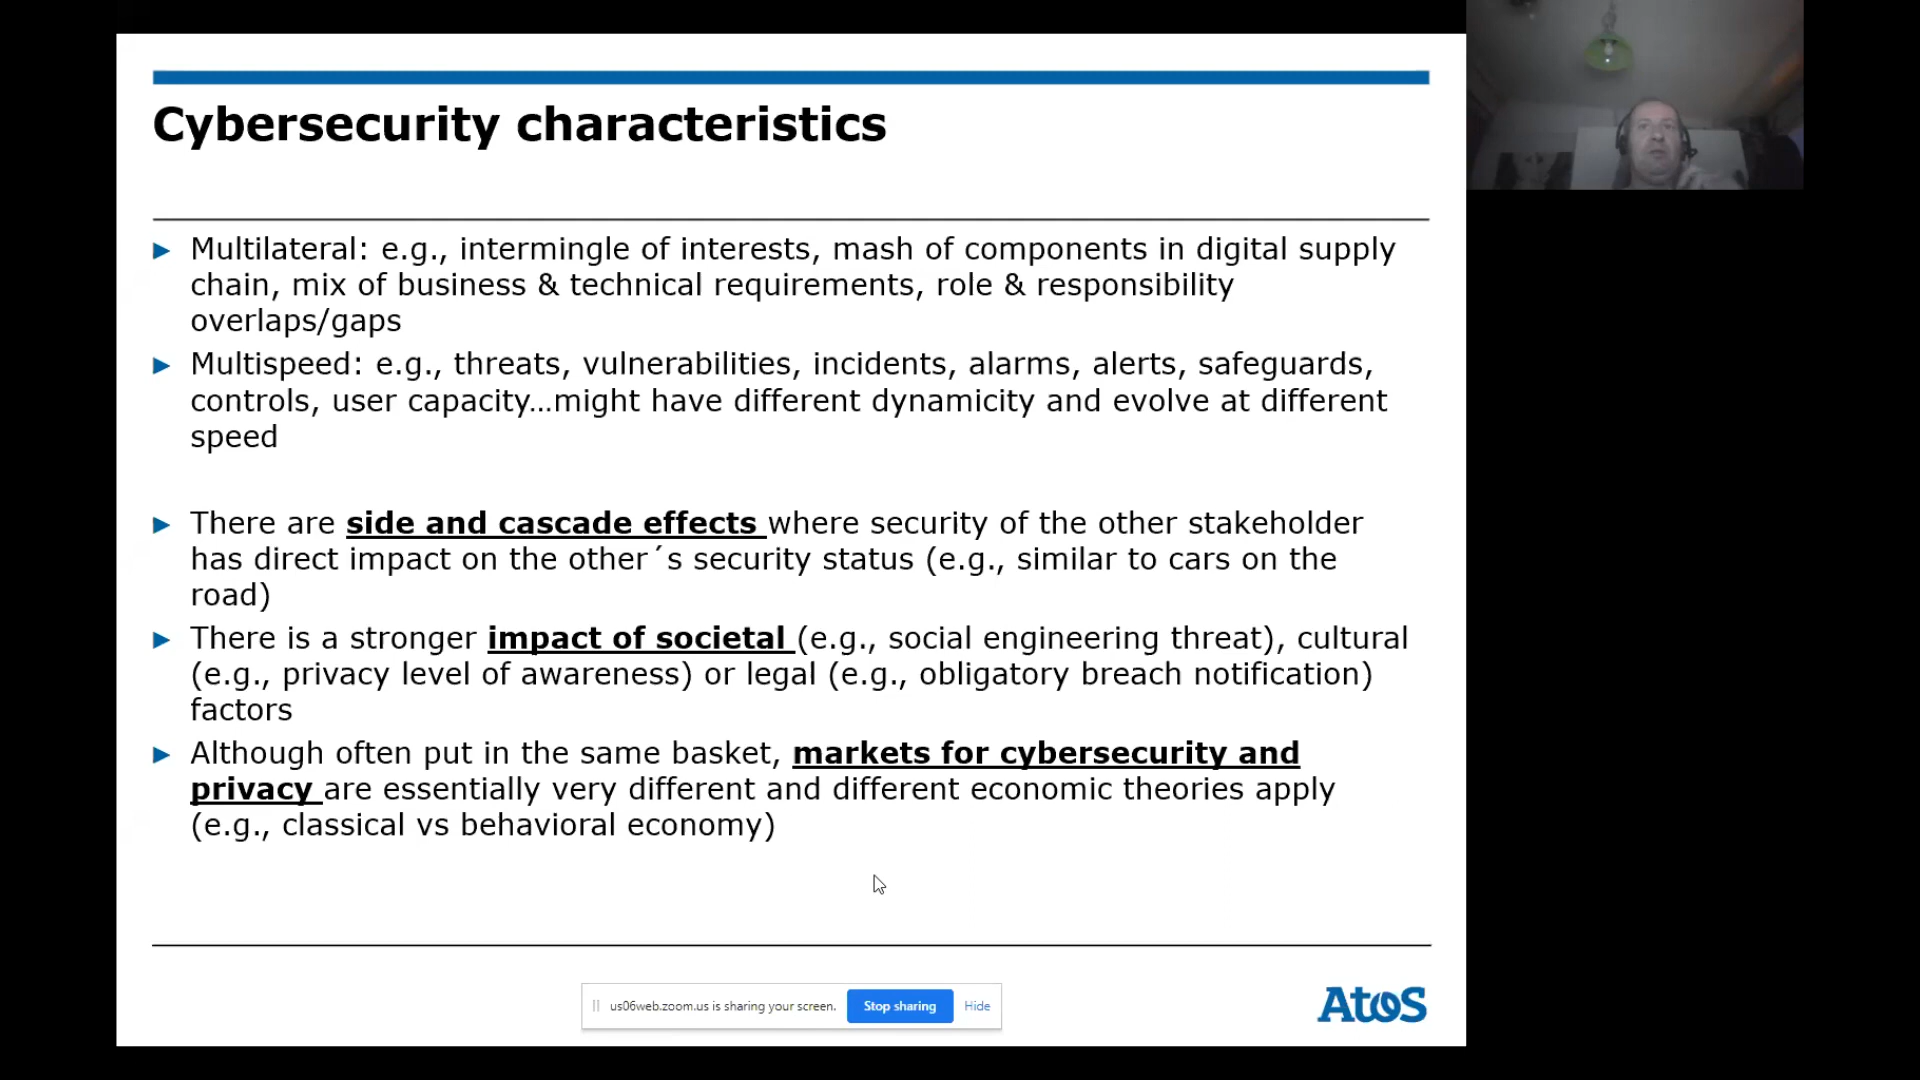 Cybersecurity characteristics
Multilateral: e.g., intermingle of interests, mash of components in digital supply
chain, mix of business & technical requirements, role & responsibility
overlaps/gaps
Multispeed: e.g., threats, vulnerabilities, incidents, alarms, alerts, safeguards,
controls, user capacity…might have different dynamicity and evolve at different
speed
There are side and cascade effects where security of the other stakeholder
has direct impact on the other´s security status (e.g., similar to cars on the
road)
There is a stronger impact of societal (e.g., social engineering threat), cultural
(e.g., privacy level of awareness) or legal (e.g., obligatory breach notification)
factors
Although often put in the same basket, markets for cybersecurity and
privacy are essentially very different and different economic theories apply
(e.g., classical vs behavioral economy)
us06web.zoom.us is sharing your screen. Stop sharing Hide
Atos